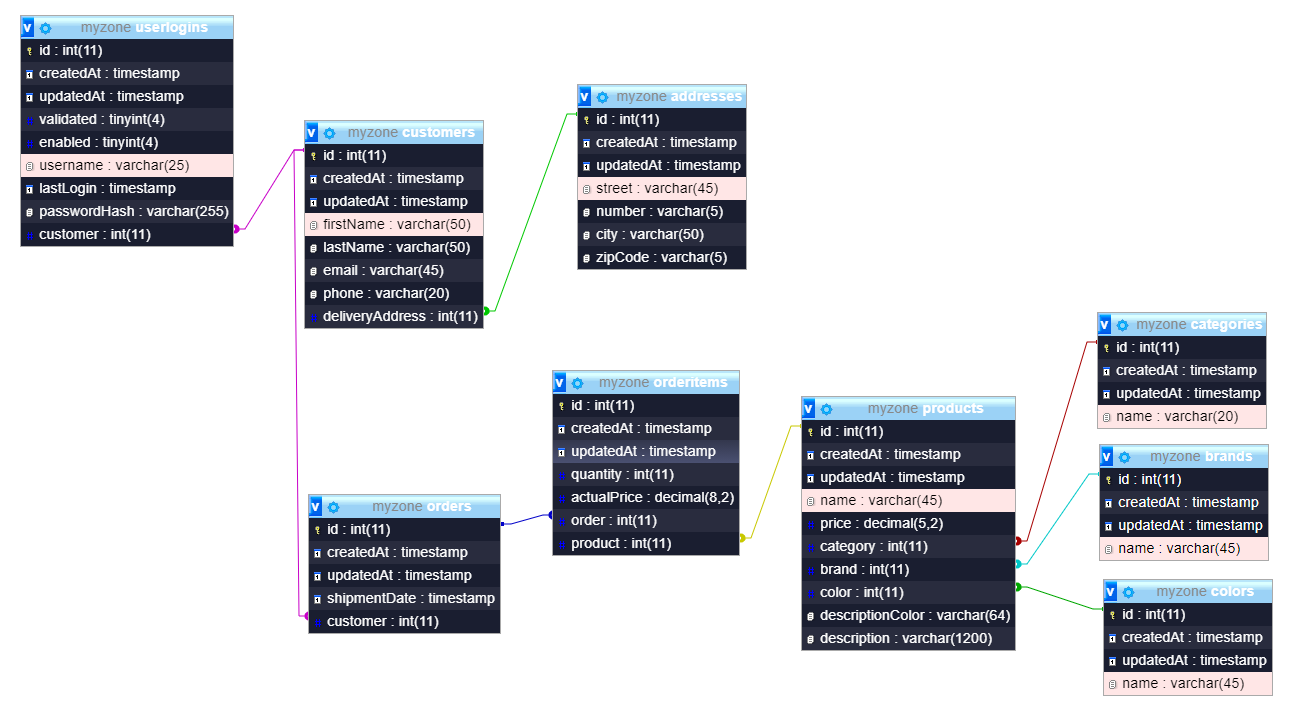 myzone userlogins
id : int(11)
createdAt : timestamp
updatedAt : timestamp
validated : tinyint(4)
enabled : tinyint(4)
username : varchar(25)
lastLogin : timestamp
passwordHash : varchar(255)
customer : int(11)
v myzone customers
id : int(11)
createdAt : timestamp
updatedAt : timestamp
firstName : varchar(50)
lastName : varchar(50)
email : varchar(45)
phone : varchar(20)
deliveryAddress : int(11)
v myzone addresses
id : int(11)
createdAt : timestamp
updatedAt : timestamp
street : varchar(45)
number : varchar(5)
city : varchar(50)
zipCode : varchar(5)
v myzone orders
id : int(11)
createdAt : timestamp
updatedAt : timestamp
shipmentDate : timestamp
customer : int(11)
v myzone orderitems
id : int(11)
createdAt : timestamp
updatedAt : timestamp
quantity : int(11)
actualPrice : decimal(8,2)
order : int(11)
product : int(11)
v myzone products
id : int(11)
createdAt : timestamp
updatedAt : timestamp
name : varchar(45)
price : decimal(5,2)
category : int(11)
brand : int(11)
color : int(11)
descriptionColor : varchar(64)
description : varchar(1200)
v myzone categories
id : int(11)
createdAt : timestamp
updatedAt : timestamp
name : varchar(20)
v myzone brands
id : int(11)
createdAt : timestamp
updatedAt : timestamp
name : varchar(45)
v myzone colors
id : int(11)
createdAt : timestamp
updatedAt : timestamp
name : varchar(45)